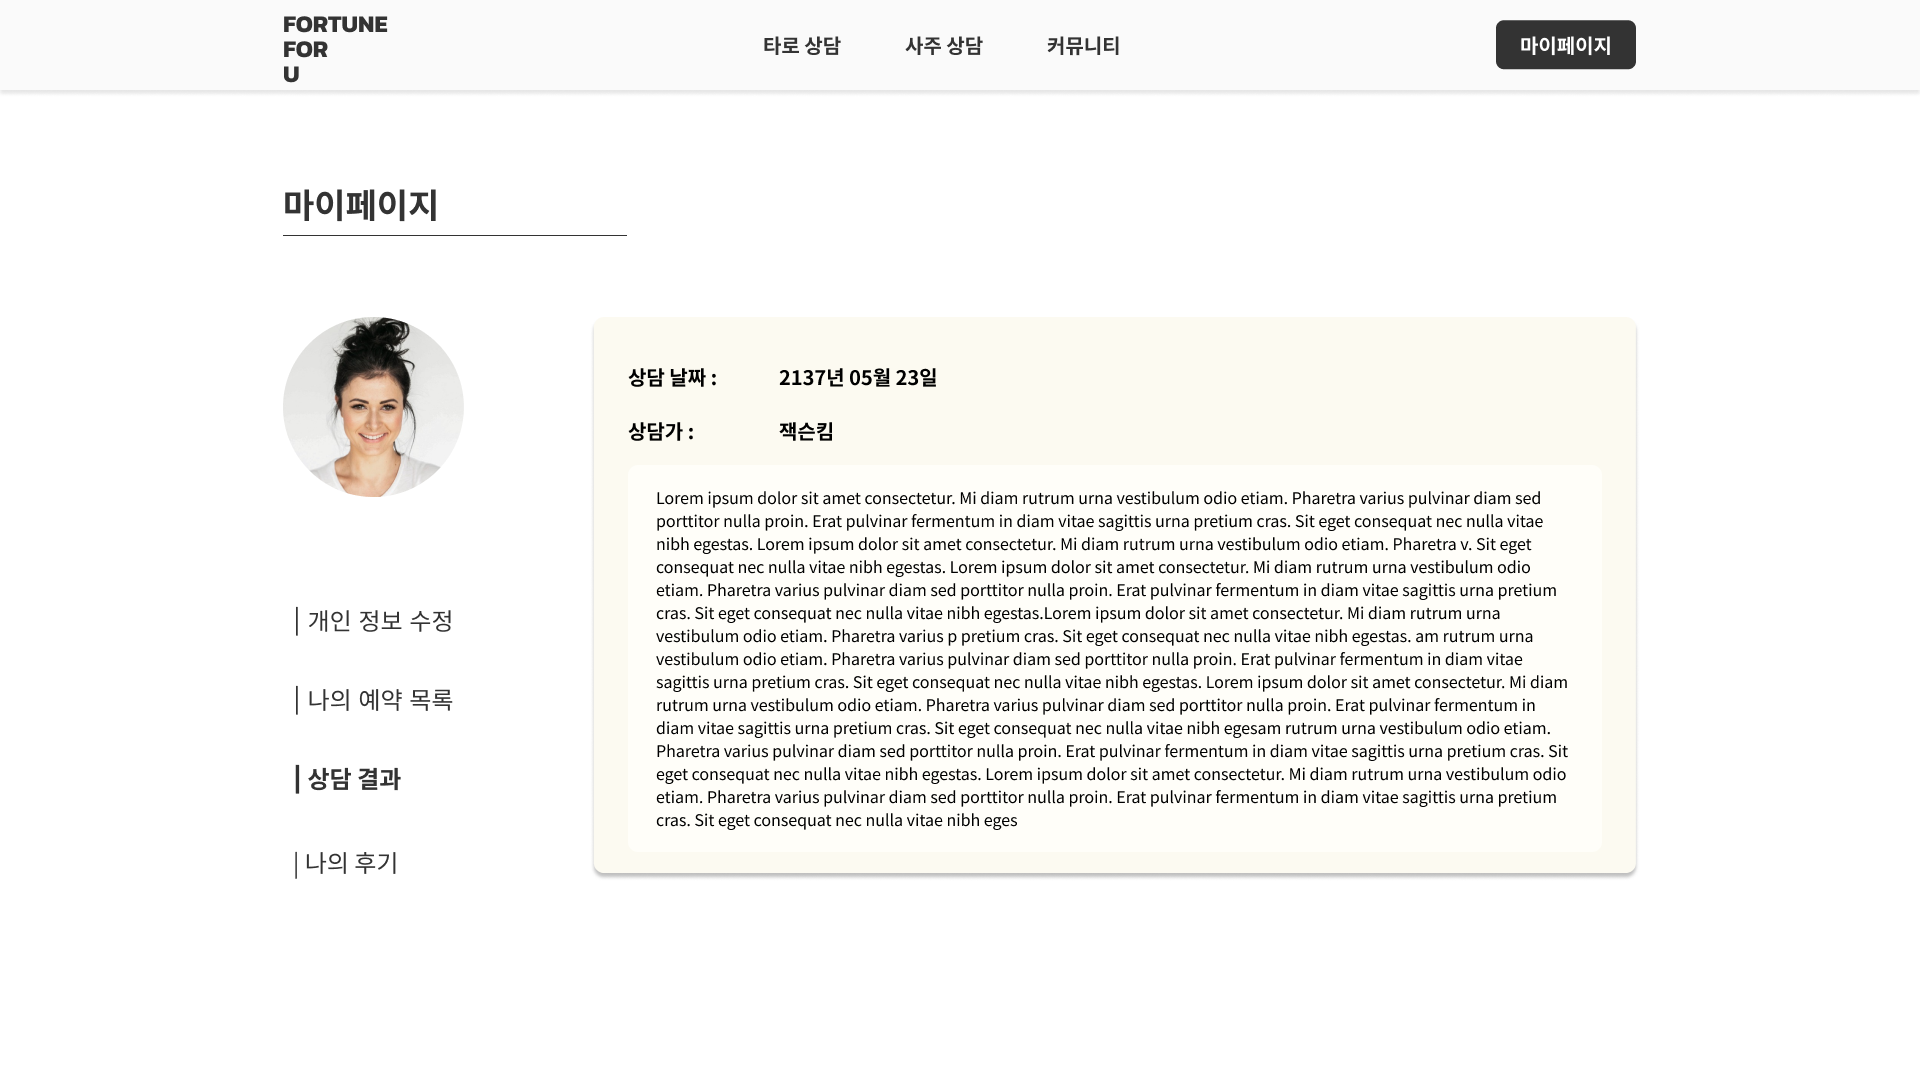 FORTUNE
FOR
U
타로 상담
사주 상담
커뮤니티
마이페이지
마이페이지
| 개인 정보 수정
| 나의 예약 목록
| 상담 결과
| 나의 후기
상담 날짜 : 2137년 05월 23일
상담가 : 잭슨킴
Lorem ipsum dolor sit amet consectetur. Mi diam rutrum urna vestibulum odio etiam. Pharetra varius pulvinar diam sed
porttitor nulla proin. Erat pulvinar fermentum in diam vitae sagittis urna pretium cras. Sit eget consequat nec nulla vitae
nibh egestas. Lorem ipsum dolor sit amet consectetur. Mi diam rutrum urna vestibulum odio etiam. Pharetra v. Sit eget
consequat nec nulla vitae nibh egestas. Lorem ipsum dolor sit amet consectetur. Mi diam rutrum urna vestibulum odio
etiam. Pharetra varius pulvinar diam sed porttitor nulla proin. Erat pulvinar fermentum in diam vitae sagittis urna pretium
cras. Sit eget consequat nec nulla vitae nibh egestas.Lorem ipsum dolor sit amet consectetur. Mi diam rutrum urna
vestibulum odio etiam. Pharetra varius p pretium cras. Sit eget consequat nec nulla vitae nibh egestas. am rutrum urna
vestibulum odio etiam. Pharetra varius pulvinar diam sed porttitor nulla proin. Erat pulvinar fermentum in diam vitae
sagittis urna pretium cras. Sit eget consequat nec nulla vitae nibh egestas. Lorem ipsum dolor sit amet consectetur. Mi diam
rutrum urna vestibulum odio etiam. Pharetra varius pulvinar diam sed porttitor nulla proin. Erat pulvinar fermentum in
diam vitae sagittis urna pretium cras. Sit eget consequat nec nulla vitae nibh egesam rutrum urna vestibulum odio etiam.
Pharetra varius pulvinar diam sed porttitor nulla proin. Erat pulvinar fermentum in diam vitae sagittis urna pretium cras. Sit
eget consequat nec nulla vitae nibh egestas. Lorem ipsum dolor sit amet consectetur. Mi diam rutrum urna vestibulum odio
etiam. Pharetra varius pulvinar diam sed porttitor nulla proin. Erat pulvinar fermentum in diam vitae sagittis urna pretium
cras. Sit eget consequat nec nulla vitae nibh eges